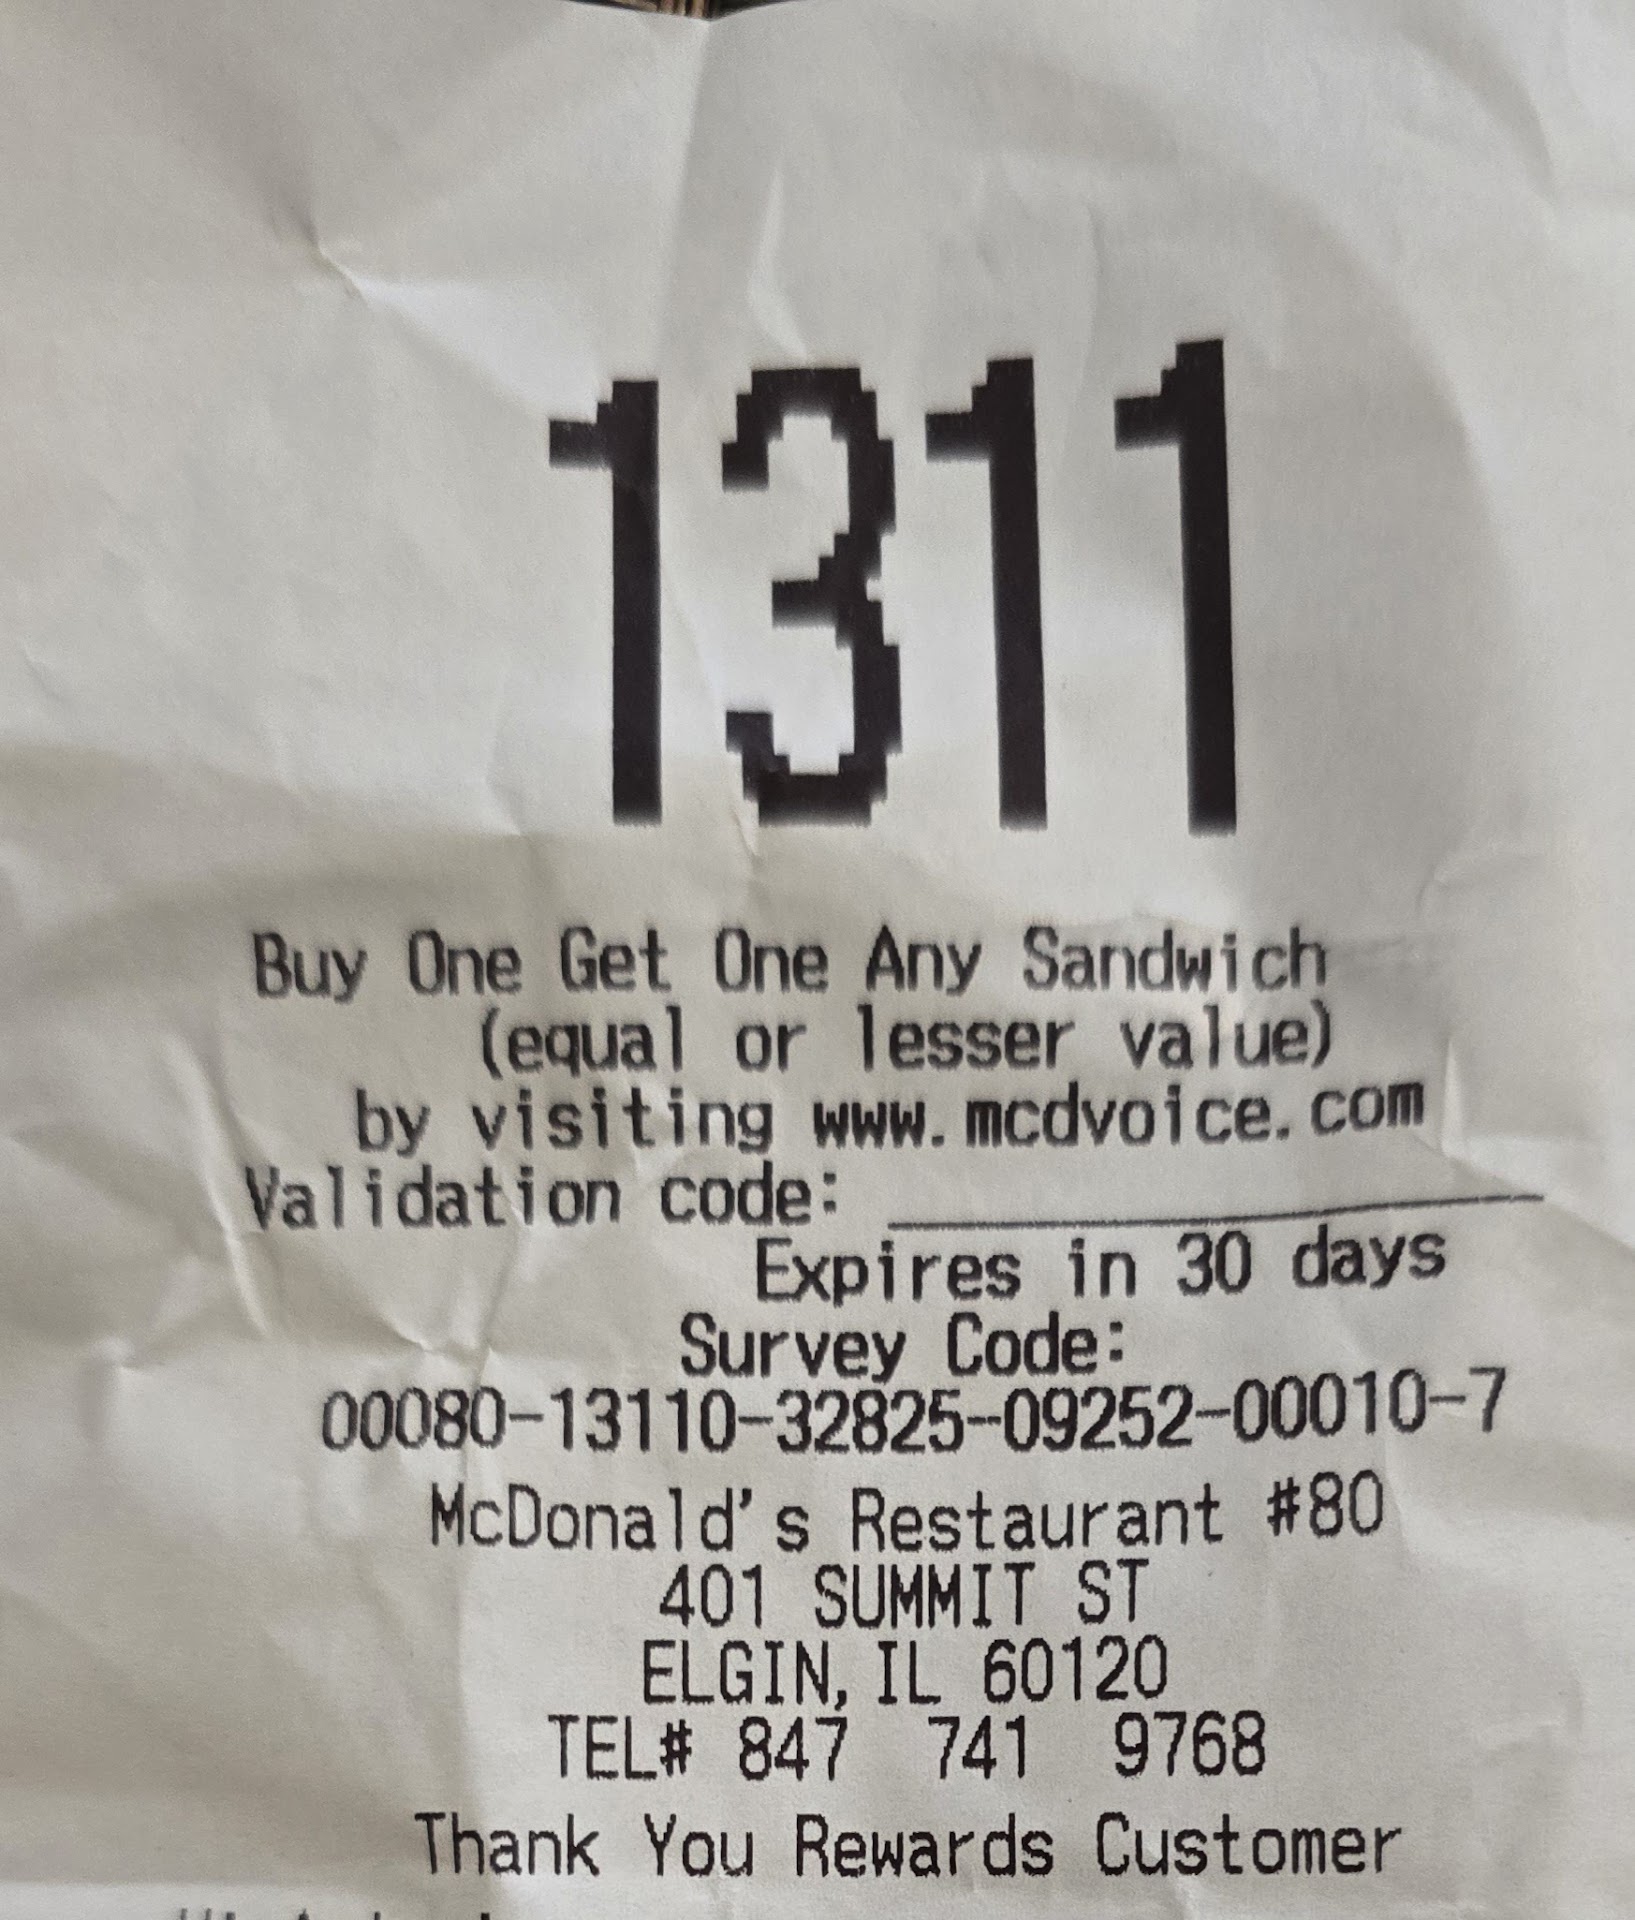 1311
Buy One Get One Any Sandwich
(equal or lesser value)
by visiting www.mcdvoice.com
Validation code:
Expires in 30 days
Survey Code:
00080-13110-32825-09252-00010-7
McDonald's Restaurant #80
401 SUMMIT ST
ELGIN, IL 60120
TEL# 847 741 9768
Thank You Rewards Customer